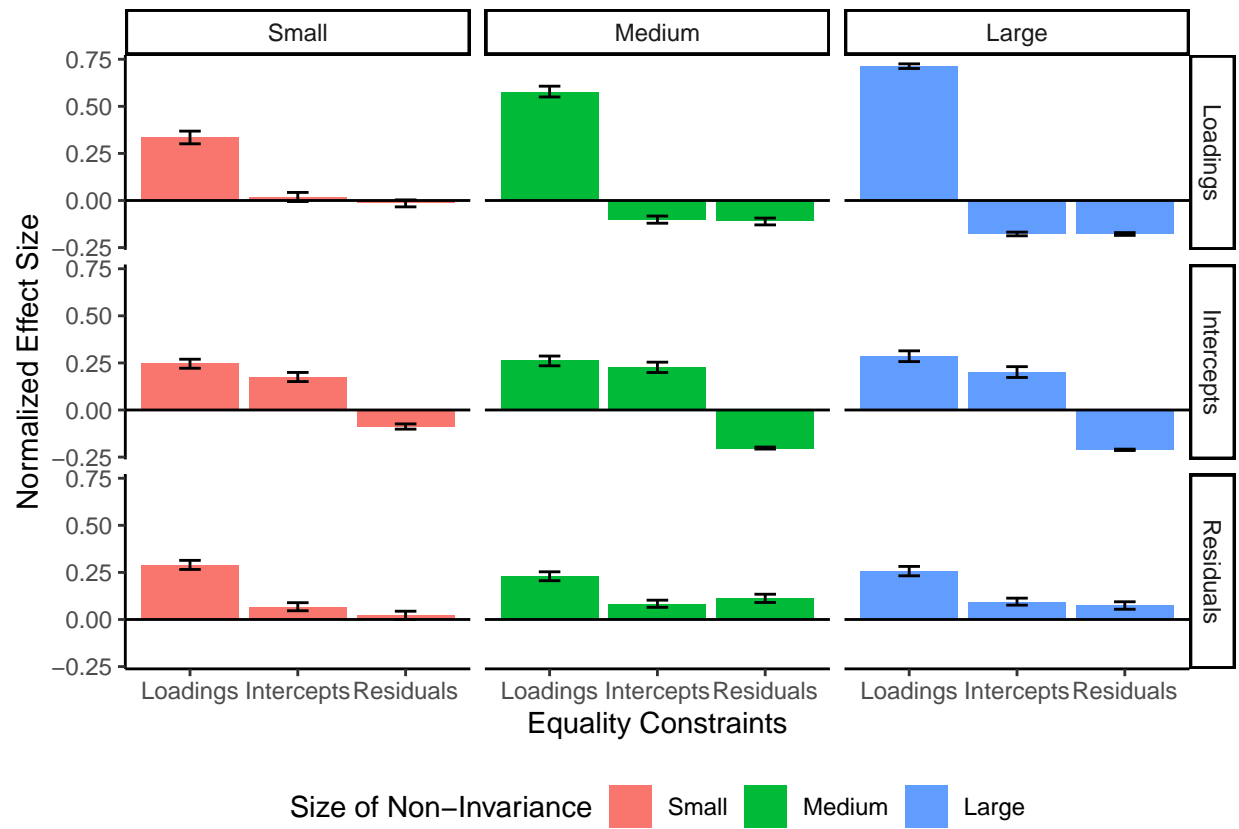 Small Medium Large
0.75
0.50
0.25
0.00
−0.25
Loadings
0.75
0.50
0.25
0.00
−0.25
Intercepts
0.75
0.50
0.25
0.00
−0.25
Residuals
Normalized Effect Size
Loadings Intercepts Residuals Loadings Intercepts Residuals Loadings Intercepts Residuals
Equality Constraints
Size of Non−Invariance Small Medium Large